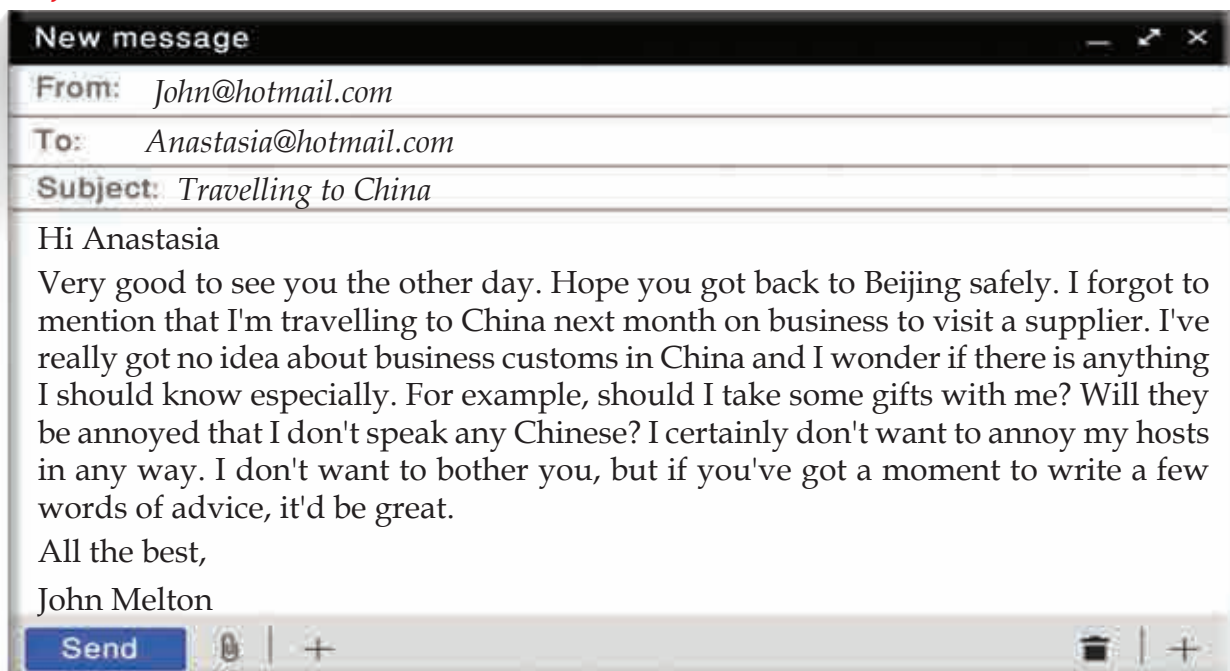 New message
From: John@hotmail.com
To: Anastasia@hotmail.com
Subject: Travelling to China
Hi Anastasia
Very good to see you the other day. Hope you got back to Beijing safely. I forgot to
mention that I'm travelling to China next month on business to visit a supplier. I've
really got no idea about business customs in China and I wonder if there is anything
I should know especially. For example, should I take some gifts with me? Will they
be annoyed that I don't speak any Chinese? I certainly don't want to annoy my hosts
in any way. I don't want to bother you, but if you've got a moment to write a few
words of advice, it'd be great.
All the best,
John Melton
Send